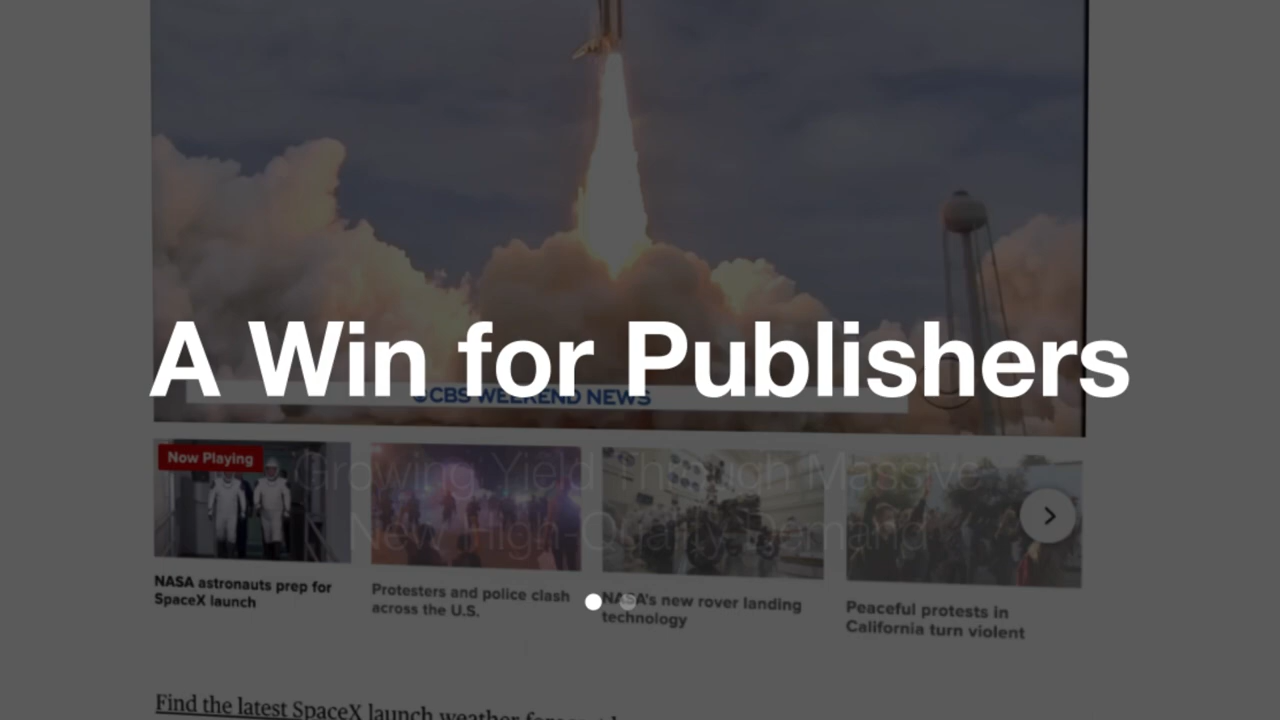 A Win for Publishers
CBS WEEKEND NEWS
Now Playing
Growing Yield Through Massive
New High-Quality Demand
NASA astronauts prep for
SpaceX launch
Protesters and police clash
across the U.S.
NASA's new rover landing
technology
Peaceful protests in
California turn violent
Find the latest SpaceX launch weather forecast